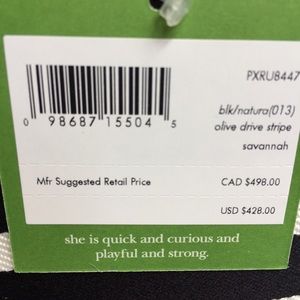 PXRU8447
0 98687 15504 5
blk/natura(013)
olive drive stripe
savannah
Mfr Suggested Retail Price CAD $498.00
USD $428.00
she is quick and curious and
playful and strong.